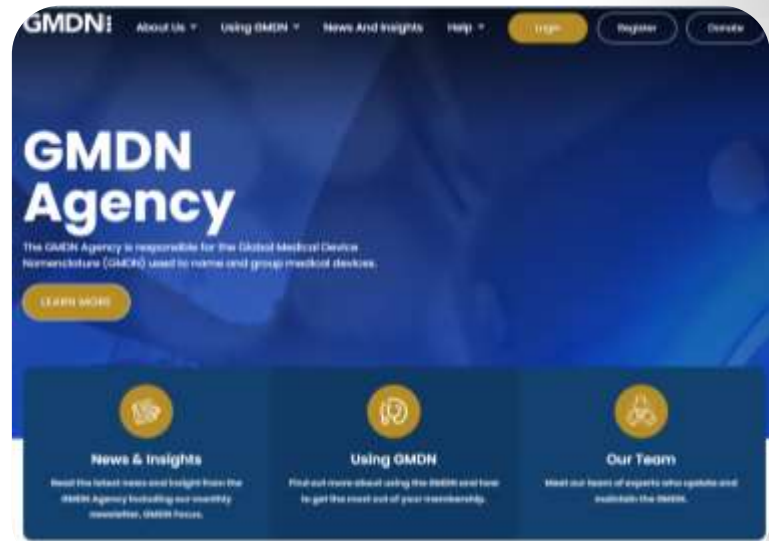 GMDN
About Us
Using GMDN
News And Insights
Help
Login
Register
Donate
GMDN
Agency
The GMDN Agency is responsible for the Global Medical Device
Nomenclature (GMDN) used to name and group medical devices.
LEARN MORE
News & Insights
Read the latest news and insight from the
GMDN Agency including our monthly
newsletter, GMDN Focus.
Using GMDN
Find out more about using the GMDN and how
to get the most out of your membership.
Our Team
Meet our team of experts who update and
maintain the GMDN.